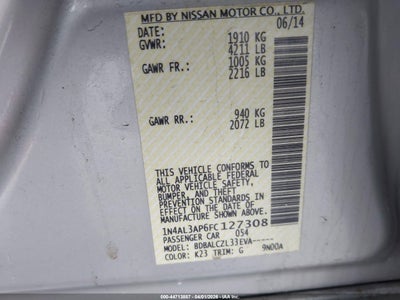 MFD BY NISSAN MOTOR CO., LTD.
DATE: 06/14
GVWR: 1910 KG
4211 LB
GAWR FR.: 1005 KG
2216 LB
GAWR RR.: 940 KG
2072 LB
THIS VEHICLE CONFORMS TO
ALL APPLICABLE FEDERAL
MOTOR VEHICLE SAFETY,
BUMPER, AND THEFT
PREVENTION STANDARDS IN
EFFECT ON THE DATE OF
MANUFACTURE SHOWN ABOVE.
1N4AL3AP6FC127308
PASSENGER CAR 054
MODEL: BDBALCZL33EVA-----
COLOR: K23 TRIM: G 9N00A